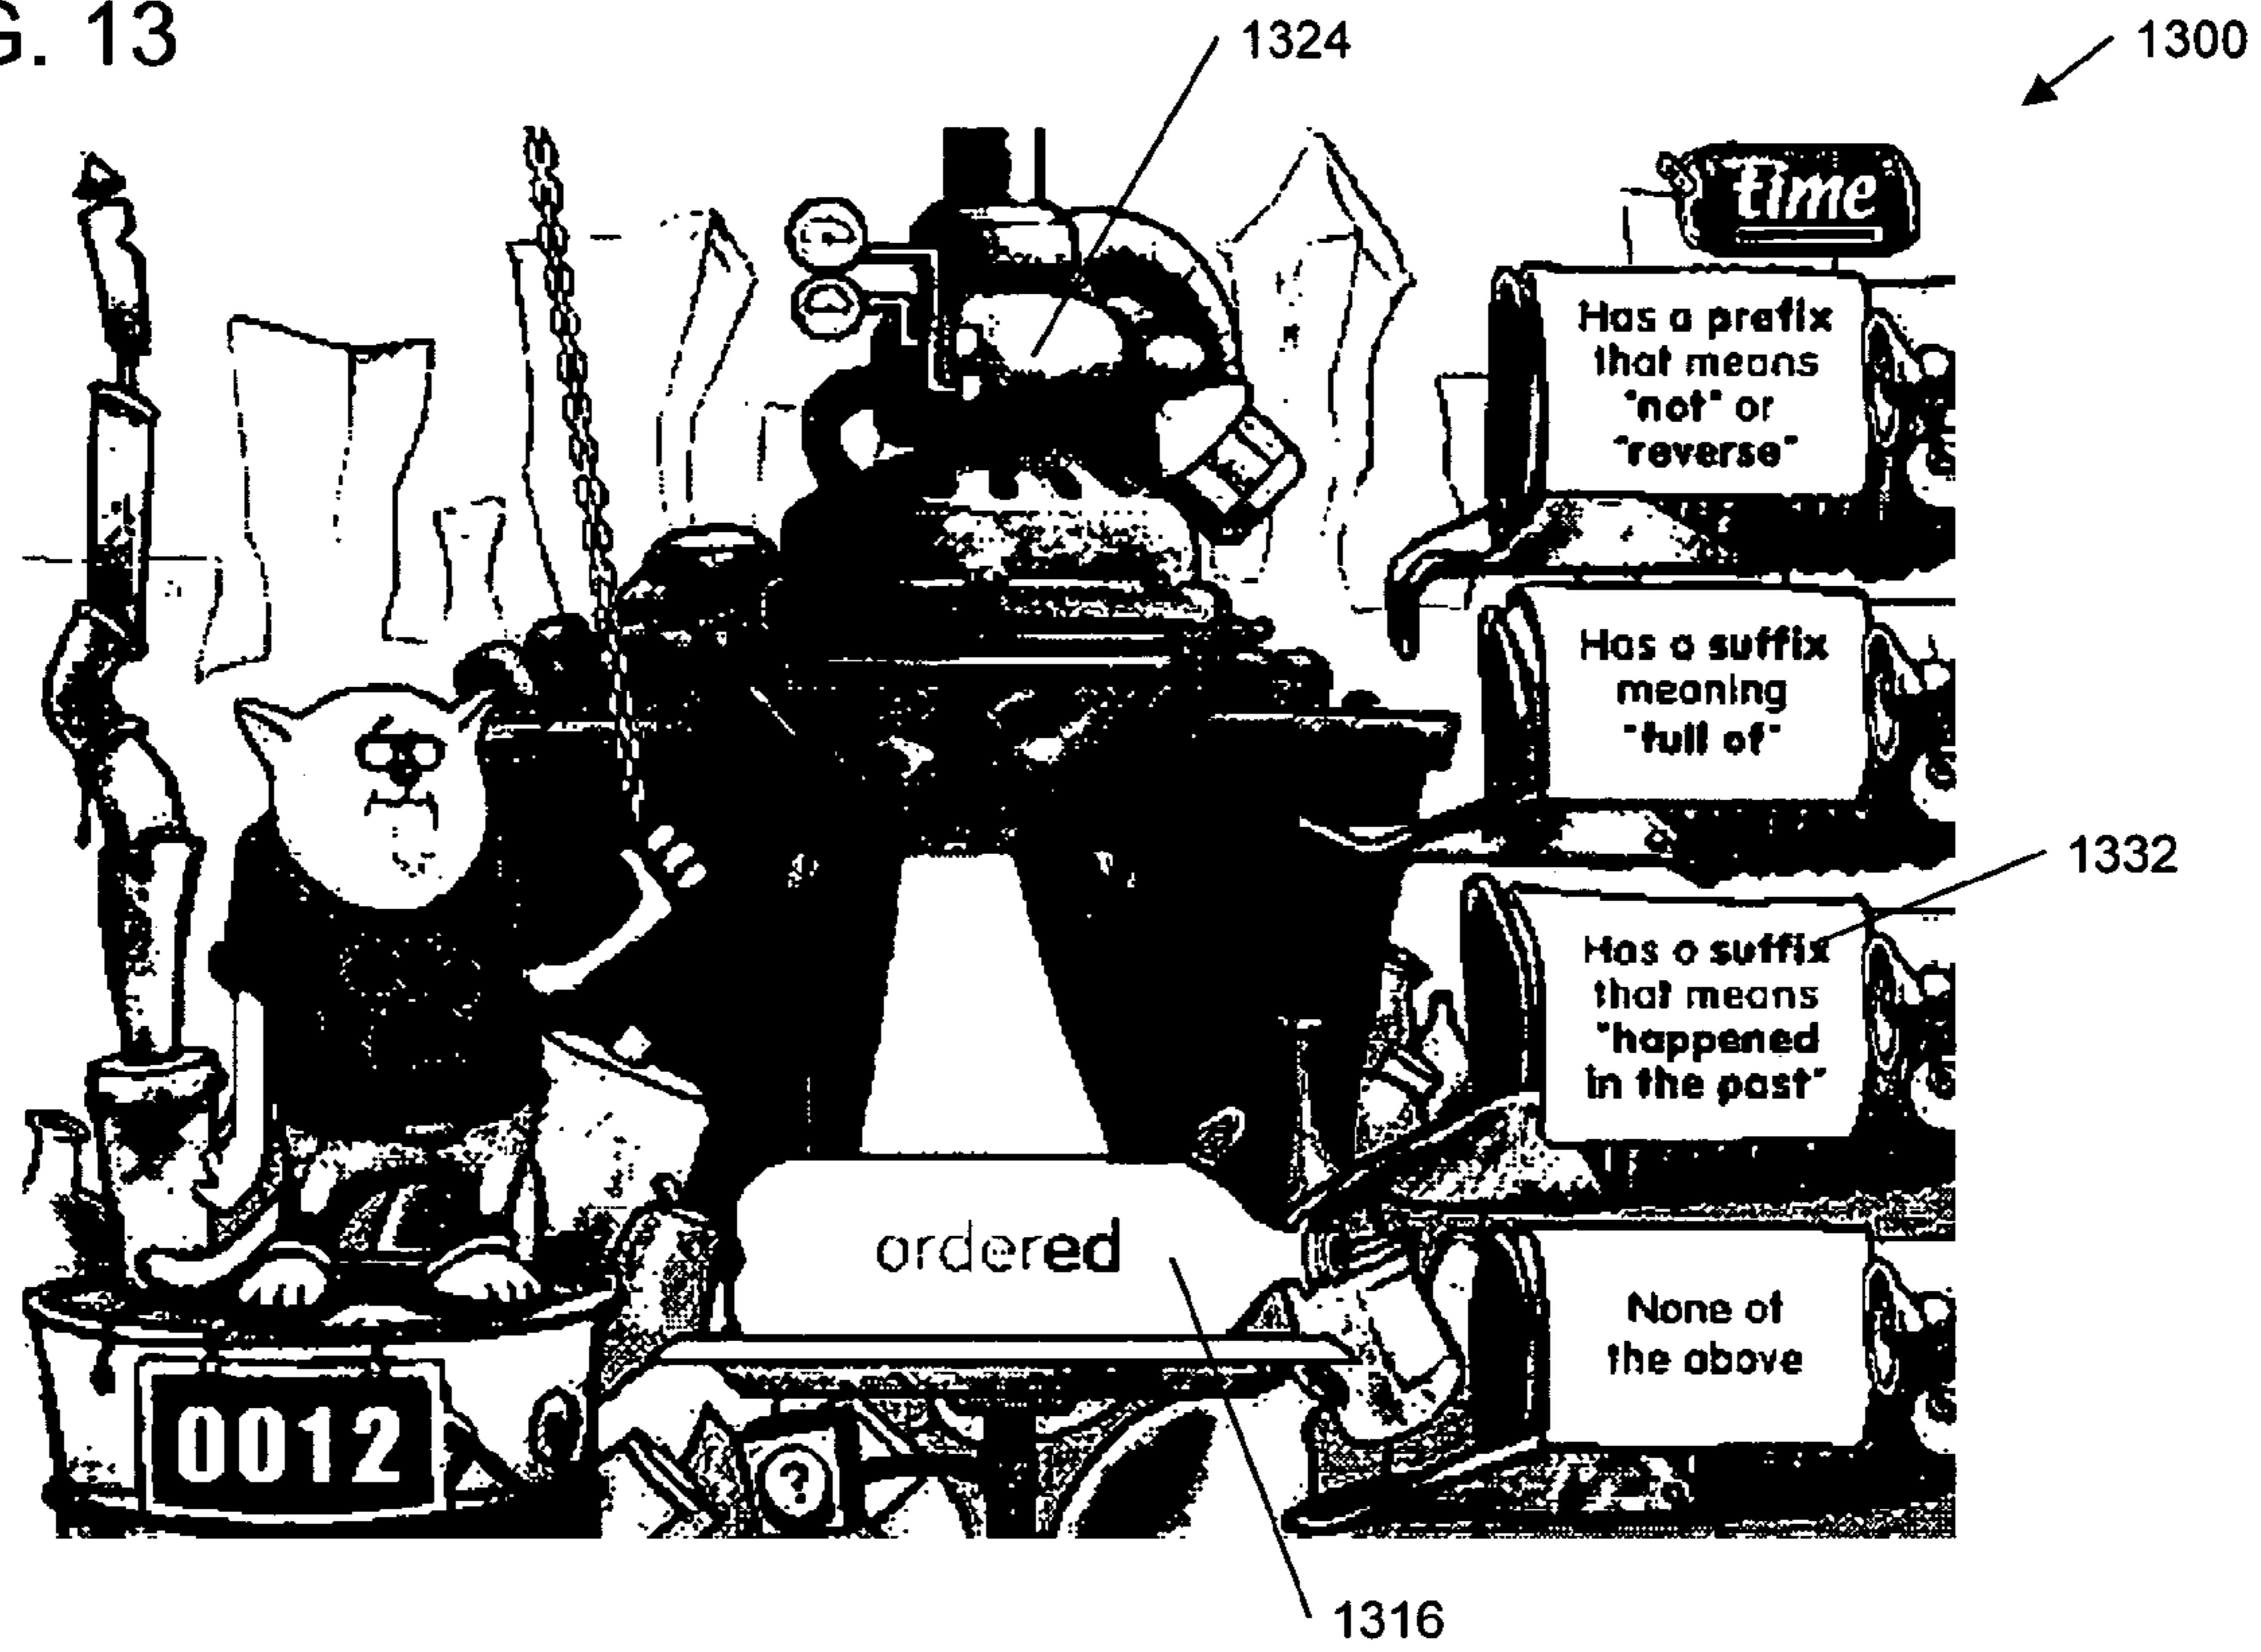 G. 13
1324
1300
time
Has a prefix
that means
"not" or
"reverse"
Has a suffix
meaning
"full of"
1332
Has a suffix
that means
"happened
in the past"
ordered
None of
the above
0012
?
1316